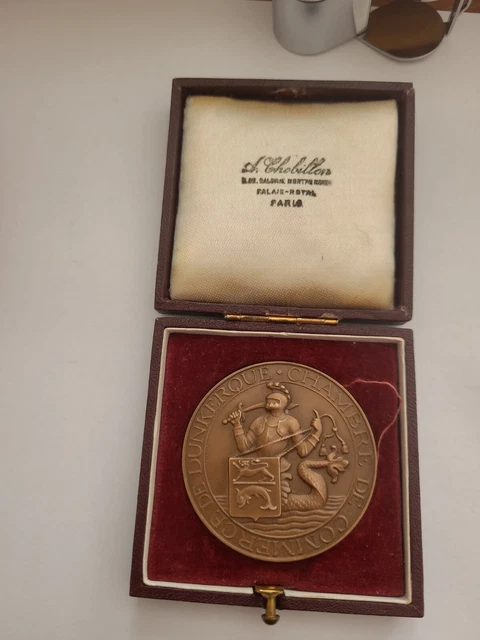 A. Chobillon
PALAIS-ROYAL
PARIS
CHAMBRE DE COMMERCE DE DUNKERQUE